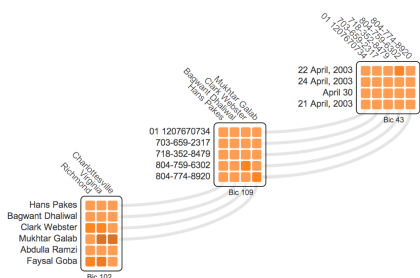 01 1207670734
703-659-2317
718-352-8479
804-759-6302
804-774-8920
22 April, 2003
24 April, 2003
April 30
21 April, 2003
Bic 43
Hans Pakes
Bagwant Dhaliwal
Clark Webster
Mukhtar Galab
01 1207670734
703-659-2317
718-352-8479
804-759-6302
804-774-8920
Bic 109
Richmond
Virginia
Charlottesville
Hans Pakes
Bagwant Dhaliwal
Clark Webster
Mukhtar Galab
Abdulla Ramzi
Faysal Goba
Bic 102